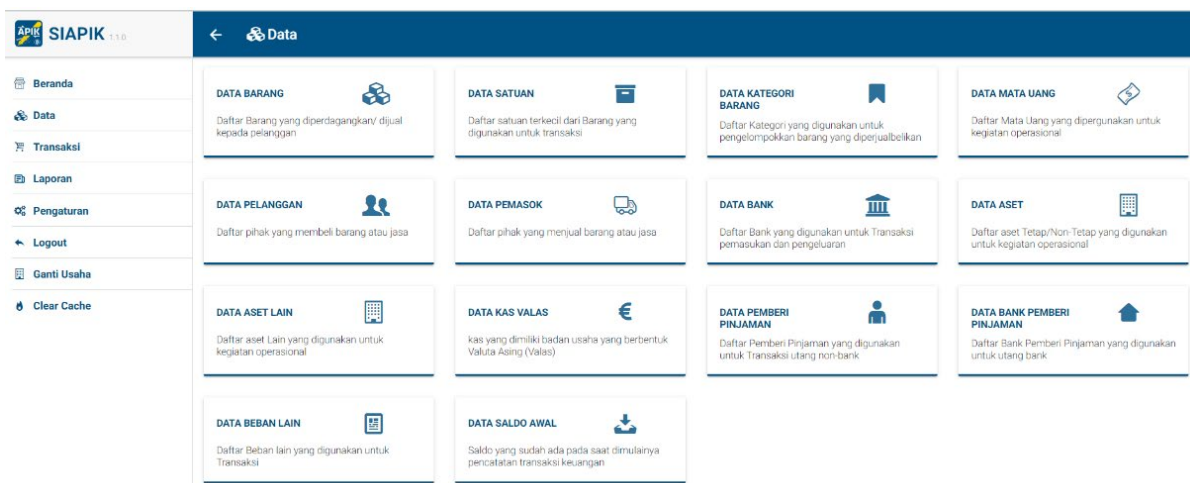 APIK SIAPIK 1.1.0
Data
Beranda
Data
Transaksi
Laporan
Pengaturan
Logout
Ganti Usaha
Clear Cache
DATA BARANG
Daftar Barang yang diperdagangkan/ dijual
kepada pelanggan
DATA SATUAN
Daftar satuan terkecil dari Barang yang
digunakan untuk transaksi
DATA KATEGORI
BARANG
Daftar Kategori yang digunakan untuk
pengelompokkan barang yang diperjualbelikan
DATA MATA UANG
Daftar Mata Uang yang dipergunakan untuk
kegiatan operasional
DATA PELANGGAN
Daftar pihak yang membeli barang atau jasa
DATA PEMASOK
Daftar pihak yang menjual barang atau jasa
DATA BANK
Daftar Bank yang digunakan untuk Transaksi
pemasukan dan pengeluaran
DATA ASET
Daftar aset Tetap/Non-Tetap yang digunakan
untuk kegiatan operasional
DATA ASET LAIN
Daftar aset Lain yang digunakan untuk
kegiatan operasional
DATA KAS VALAS
kas yang dimiliki badan usaha yang berbentuk
Valuta Asing (Valas)
DATA PEMBERI
PINJAMAN
Daftar Pemberi Pinjaman yang digunakan
untuk Transaksi utang non-bank
DATA BANK PEMBERI
PINJAMAN
Daftar Bank Pemberi Pinjaman yang digunakan
untuk utang bank
DATA BEBAN LAIN
Daftar Beban lain yang digunakan untuk
Transaksi
DATA SALDO AWAL
Saldo yang sudah ada pada saat dimulainya
pencatatan transaksi keuangan